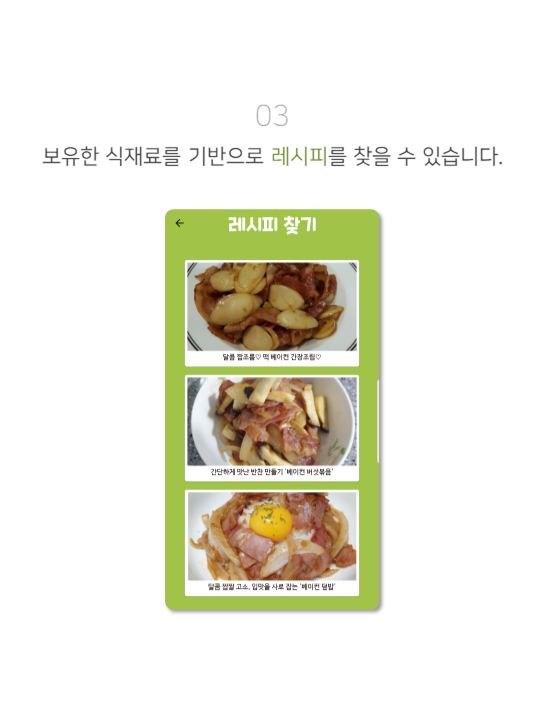 03
보유한 식재료를 기반으로 레시피를 찾을 수 있습니다.
레시피 찾기
달콤 짭조름♡ 떡 베이컨 간장조림♡
간단하게 맛난 반찬 만들기 '베이컨 버섯볶음'
달콤 짭짤 고소, 입맛을 사로 잡는 '베이컨 덮밥'